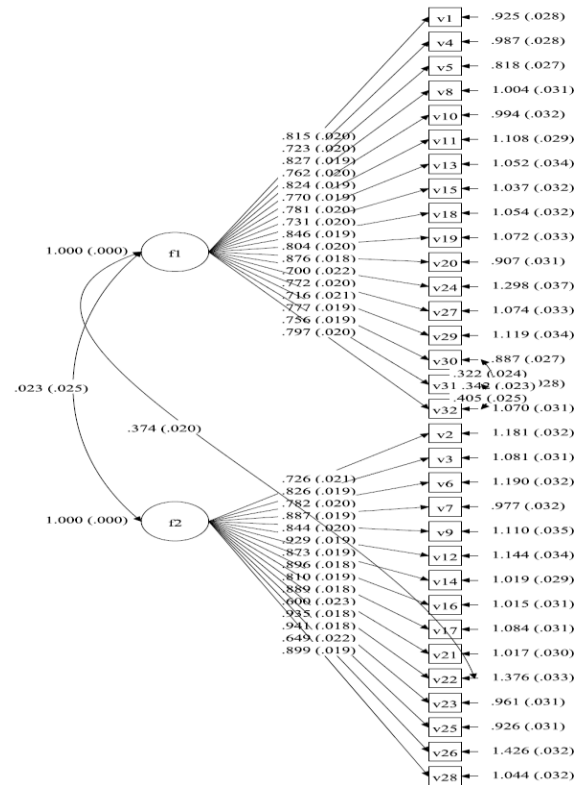 v1 .925 (.028)
v4 .987 (.028)
v5 .818 (.027)
v8 1.004 (.031)
v10 .994 (.032)
v11 1.108 (.029)
v13 1.052 (.034)
v15 1.037 (.032)
v18 1.054 (.032)
v19 1.072 (.033)
v20 .907 (.031)
v24 1.298 (.037)
v27 1.074 (.033)
v29 1.119 (.034)
v30 .887 (.027)
.322 (.024)
v31 .342 (.023) 028)
.405 (.025)
v32 1.070 (.031)
.815 (.020)
.723 (.020)
.827 (.019)
.762 (.020)
.824 (.019)
.770 (.019)
.781 (.020)
.731 (.020)
.846 (.019)
.804 (.020)
.876 (.018)
.700 (.022)
.772 (.020)
.716 (.021)
.777 (.019)
.756 (.019)
.797 (.020)
1.000 (.000) f1
.023 (.025)
.374 (.020)
v2 1.181 (.032)
v3 1.081 (.031)
v6 1.190 (.032)
v7 .977 (.032)
v9 1.110 (.035)
v12 1.144 (.034)
v14 1.019 (.029)
v16 1.015 (.031)
v17 1.084 (.031)
v21 1.017 (.030)
v22 1.376 (.033)
v23 .961 (.031)
v25 .926 (.031)
v26 1.426 (.032)
v28 1.044 (.032)
.726 (.021)
.826 (.019)
.782 (.020)
.887 (.019)
.844 (.020)
.929 (.019)
.873 (.019)
.896 (.018)
.810 (.019)
.889 (.018)
.600 (.023)
.935 (.018)
.941 (.018)
.649 (.022)
.899 (.019)
1.000 (.000) f2